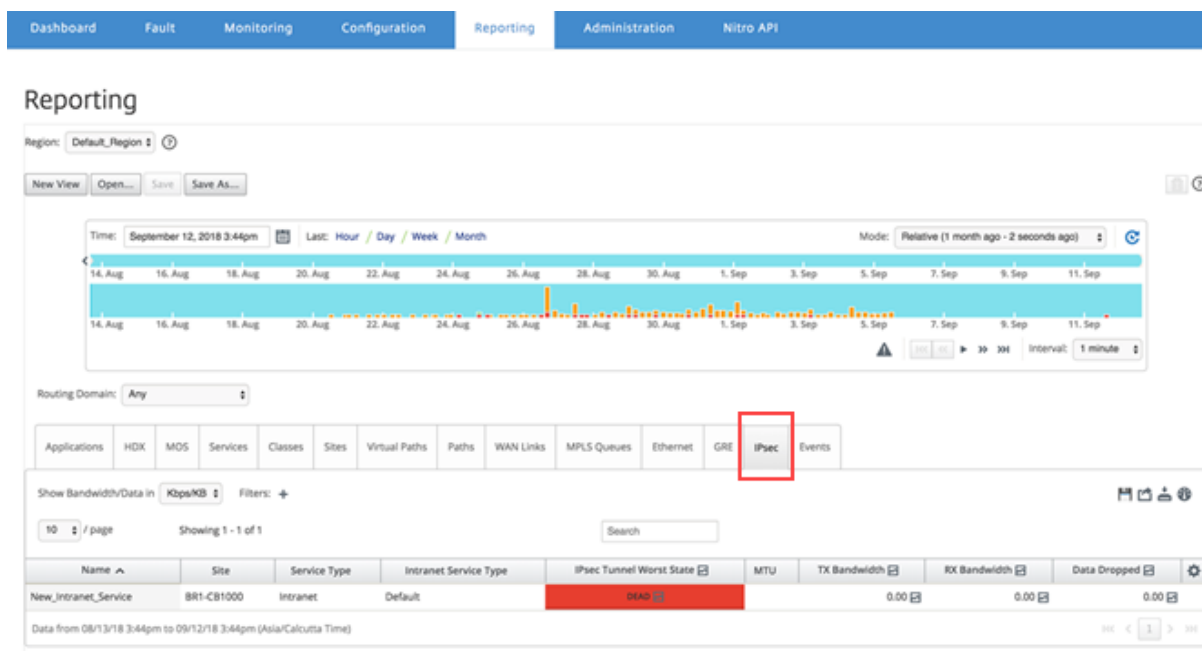 Dashboard Fault Monitoring Configuration Reporting Administration Nitro API
Reporting
Region: Default_Region
New View Open... Save Save As...
Time: September 12, 2018 3:44pm Last: Hour / Day / Week / Month Mode: Relative (1 month ago - 2 seconds ago)
14. Aug 16. Aug 18. Aug 20. Aug 22. Aug 24. Aug 26. Aug 28. Aug 30. Aug 1. Sep 3. Sep 5. Sep 7. Sep 9. Sep 11. Sep
14. Aug 16. Aug 18. Aug 20. Aug 22. Aug 24. Aug 26. Aug 28. Aug 30. Aug 1. Sep 3. Sep 5. Sep 7. Sep 9. Sep 11. Sep
Interval: 1 minute
Routing Domain: Any
Applications HDX MOS Services Classes Sites Virtual Paths Paths WAN Links MPLS Queues Ethernet GRE IPsec Events
Show Bandwidth/Data in Kbps/KB Filters: +
10 / page Showing 1 - 1 of 1 Search
Name Site Service Type Intranet Service Type IPsec Tunnel Worst State MTU TX Bandwidth RX Bandwidth Data Dropped
New_Intranet_Service BR1-CB1000 Intranet Default DEAD 0.00 0.00 0.00
Data from 08/13/18 3:44pm to 09/12/18 3:44pm (Asia/Calcutta Time) 1